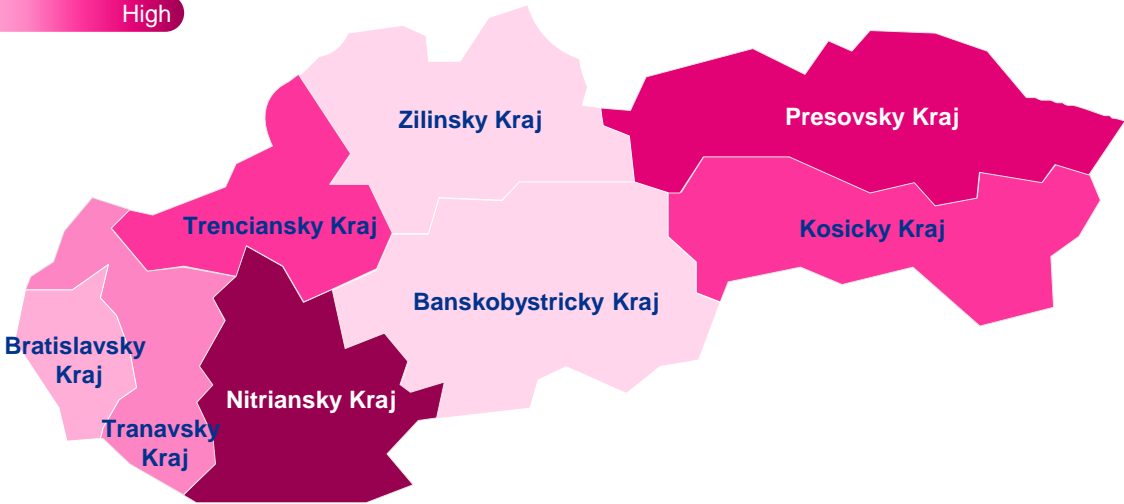 High
Zilinsky Kraj
Presovsky Kraj
Trenciansky Kraj
Kosicky Kraj
Banskobystricky Kraj
Bratislavsky
Kraj
Nitriansky Kraj
Tranavsky
Kraj